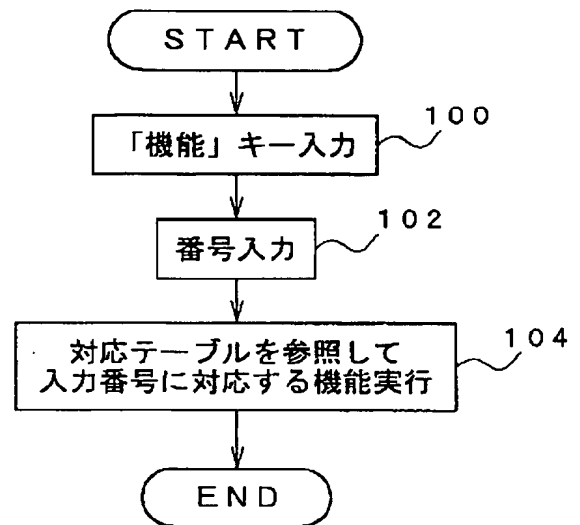 START
「機能」キー入力
100
番号入力
102
対応テーブルを参照して
入力番号に対応する機能実行
104
END